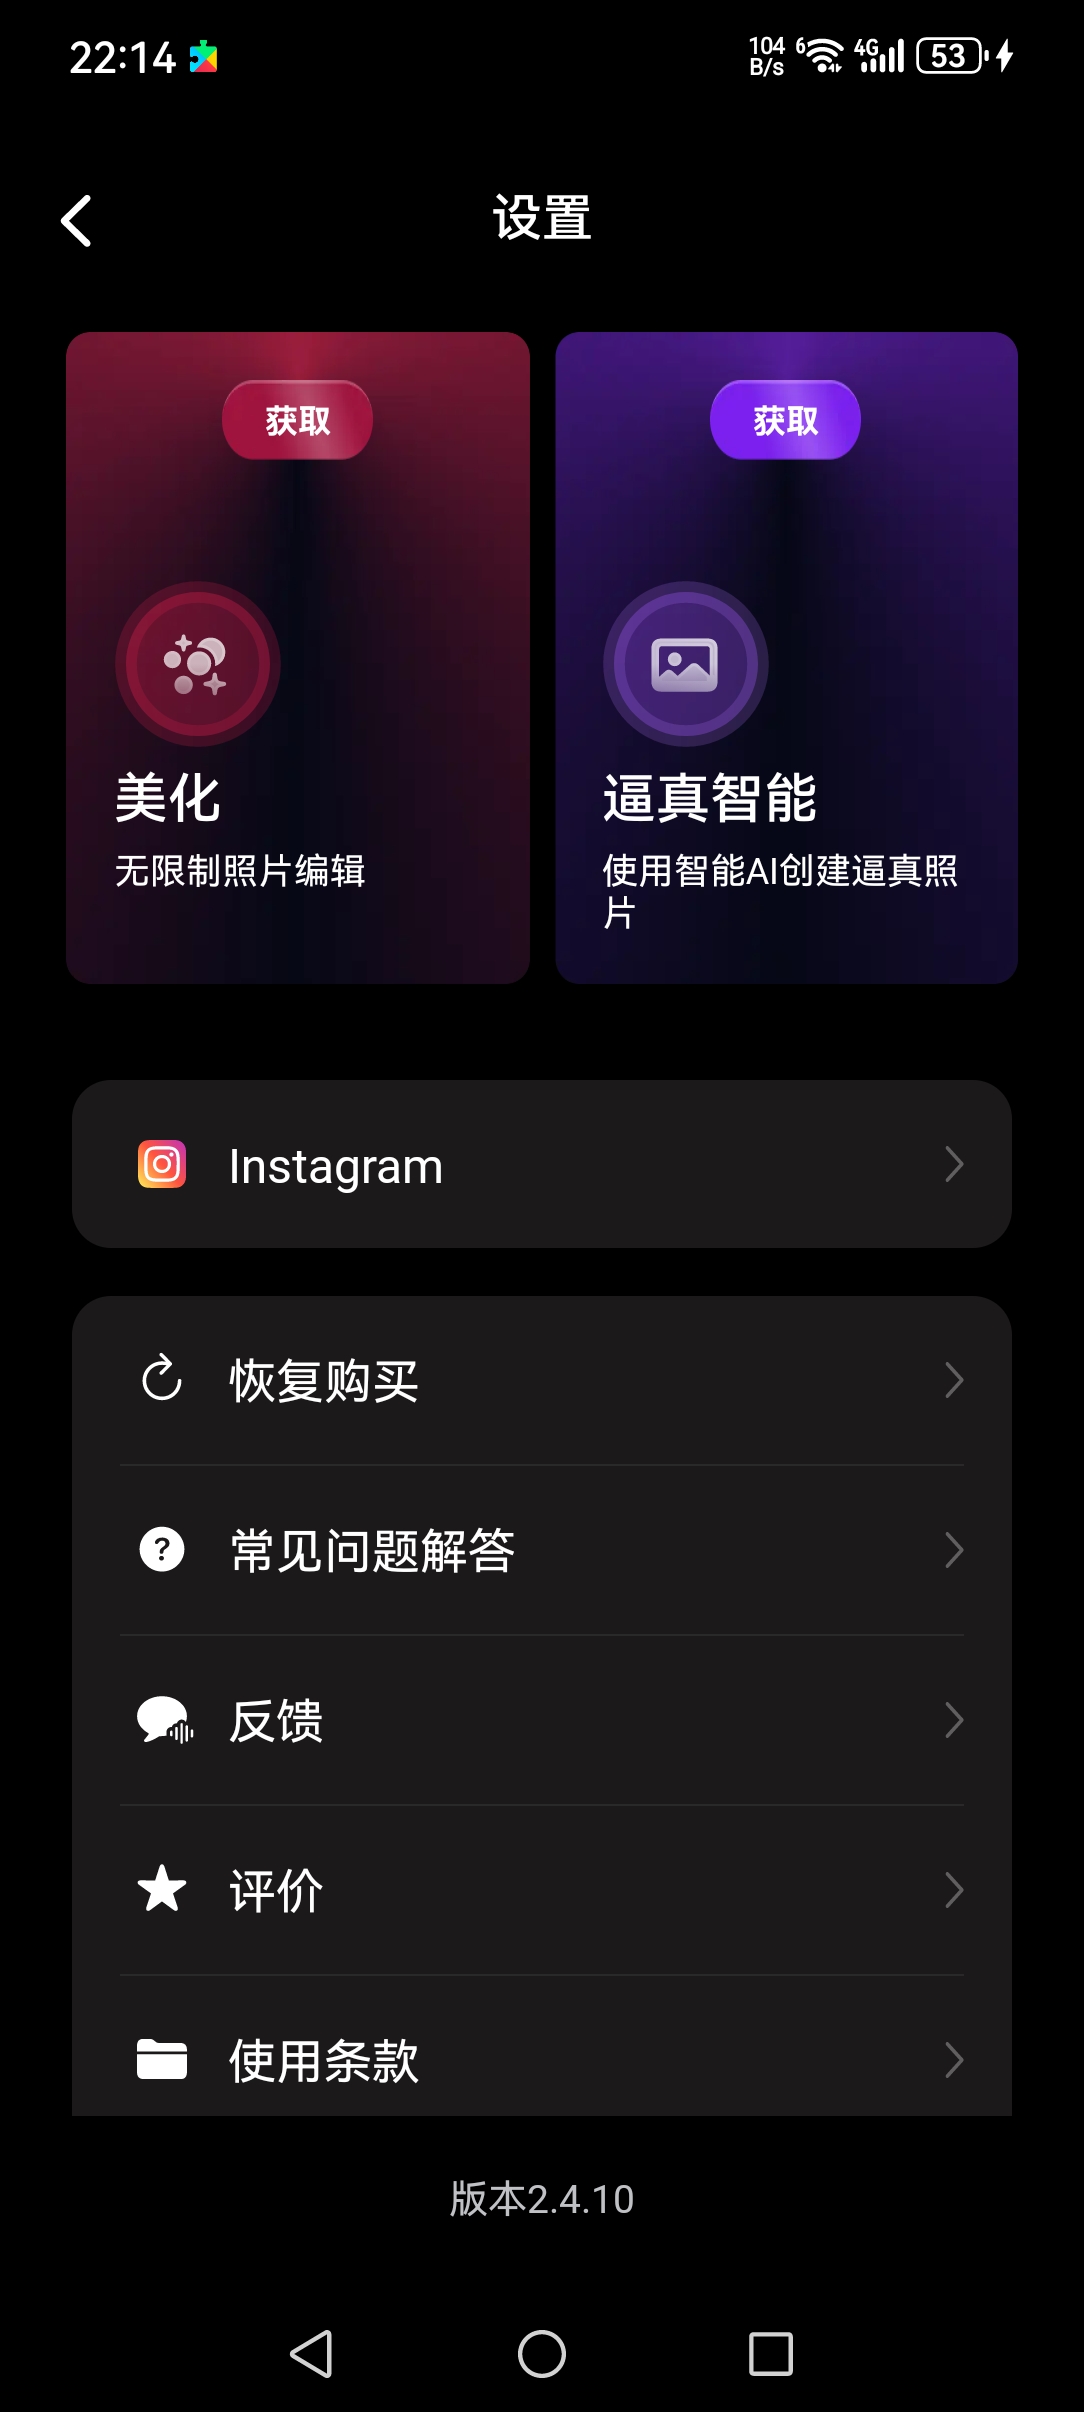 22:14
104
B/s
6
4G
53
设置
获取
获取
美化
无限制照片编辑
逼真智能
使用智能AI创建逼真照
片
Instagram
恢复购买
常见问题解答
反馈
评价
使用条款
版本2.4.10